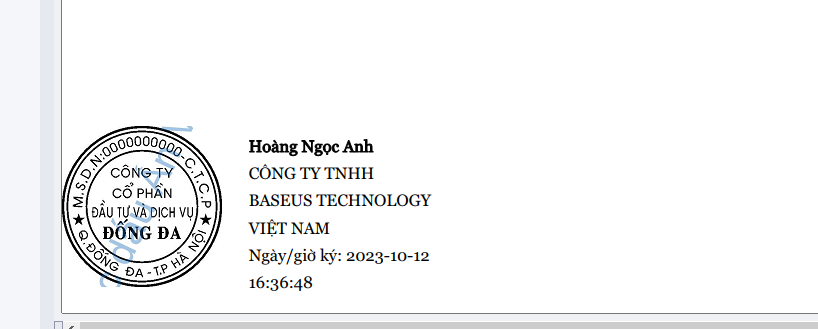 M.S.D.N:0000000000-C.T.C.P
CÔNG TY
CỔ PHẦN
ĐẦU TƯ VÀ DỊCH VỤ
ĐỐNG ĐA
Q.ĐỐNG ĐA - T.P HÀ NỘI
Hoàng Ngọc Anh
CÔNG TY TNHH
BASEUS TECHNOLOGY
VIỆT NAM
Ngày/giờ ký: 2023-10-12
16:36:48